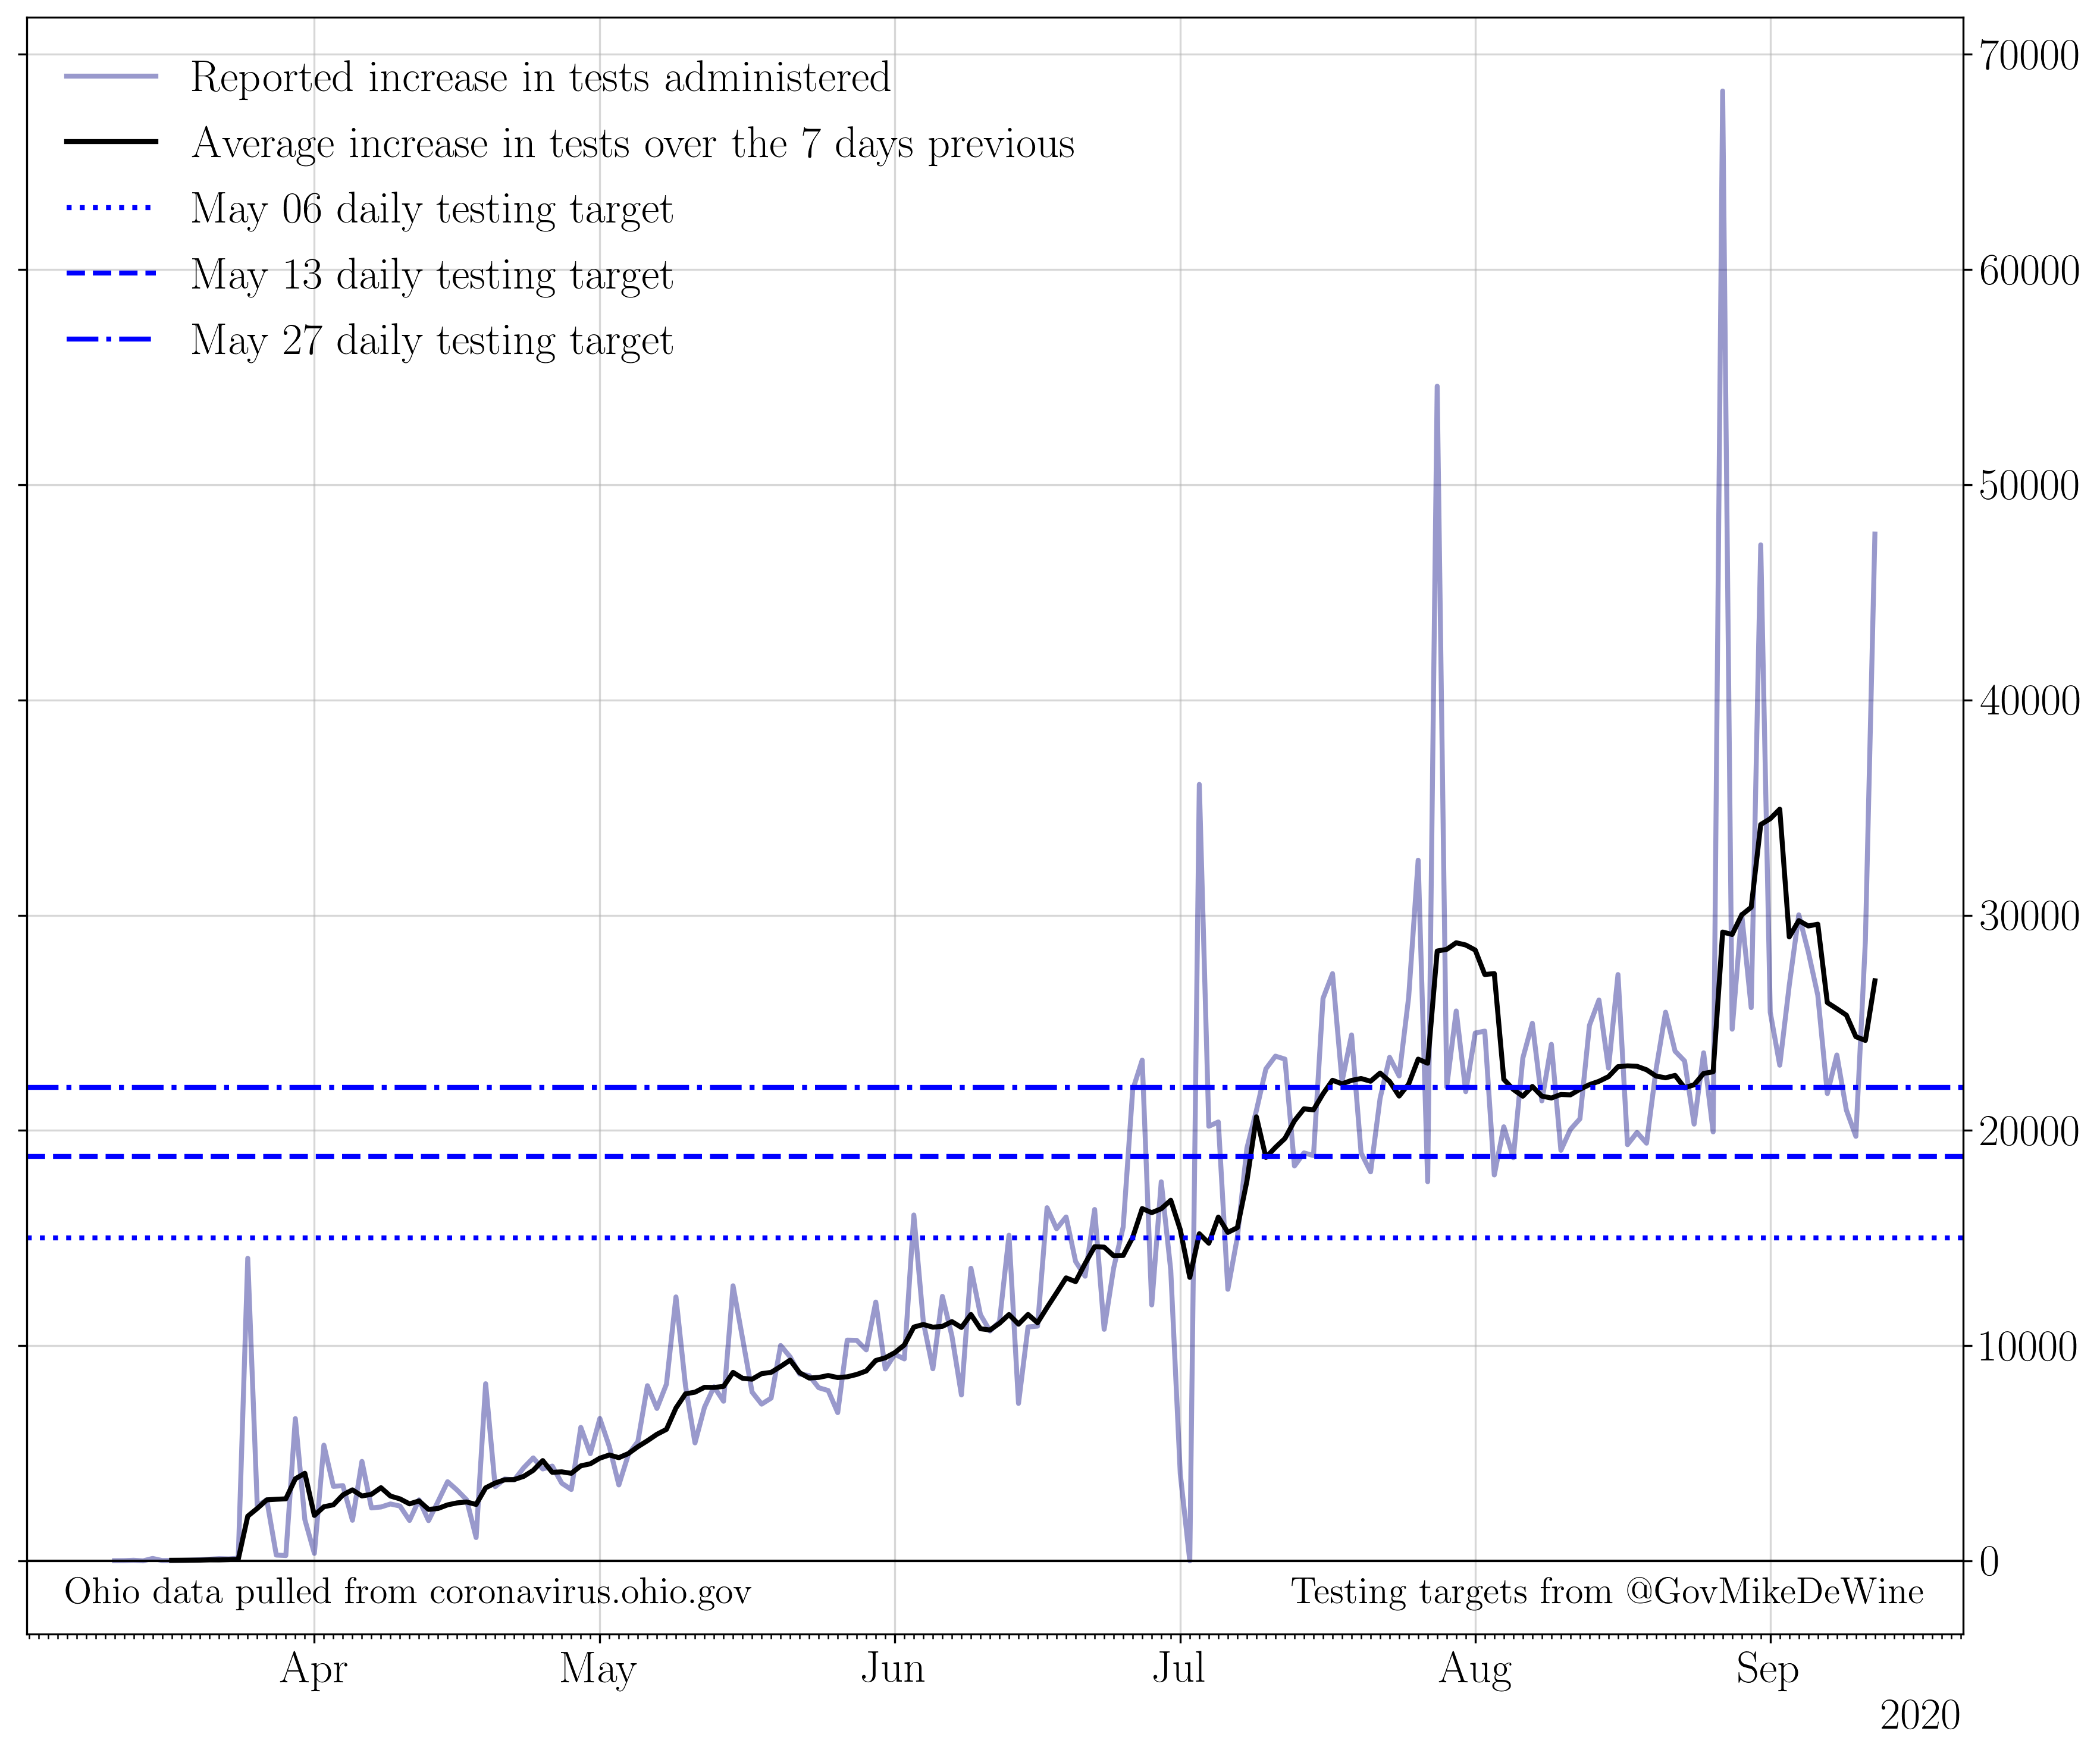 Reported increase in tests administered
Average increase in tests over the 7 days previous
May 06 daily testing target
May 13 daily testing target
May 27 daily testing target
70000
60000
50000
40000
30000
20000
10000
0
Ohio data pulled from coronavirus.ohio.gov
Testing targets from @GovMikeDeWine
Apr
May
Jun
Jul
Aug
Sep
2020